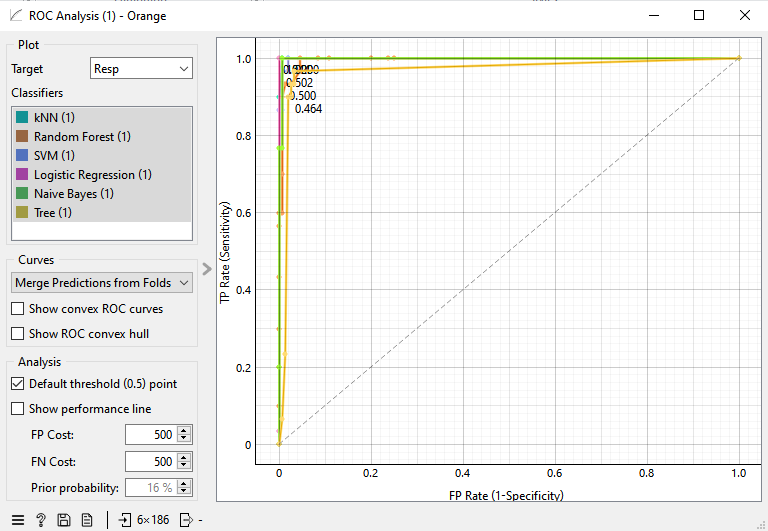 ROC Analysis (1) - Orange
Plot
Target
Resp
Classifiers
kNN (1)
Random Forest (1)
SVM (1)
Logistic Regression (1)
Naive Bayes (1)
Tree (1)
Curves
Merge Predictions from Folds
Show convex ROC curves
Show ROC convex hull
Analysis
Default threshold (0.5) point
Show performance line
FP Cost: 500
FN Cost: 500
Prior probability: 16 %
6×186 -
TP Rate (Sensitivity)
1.0
0.8
0.6
0.4
0.2
0
0.502
0.500
0.464
0 0.2 0.4 0.6 0.8 1.0
FP Rate (1-Specificity)